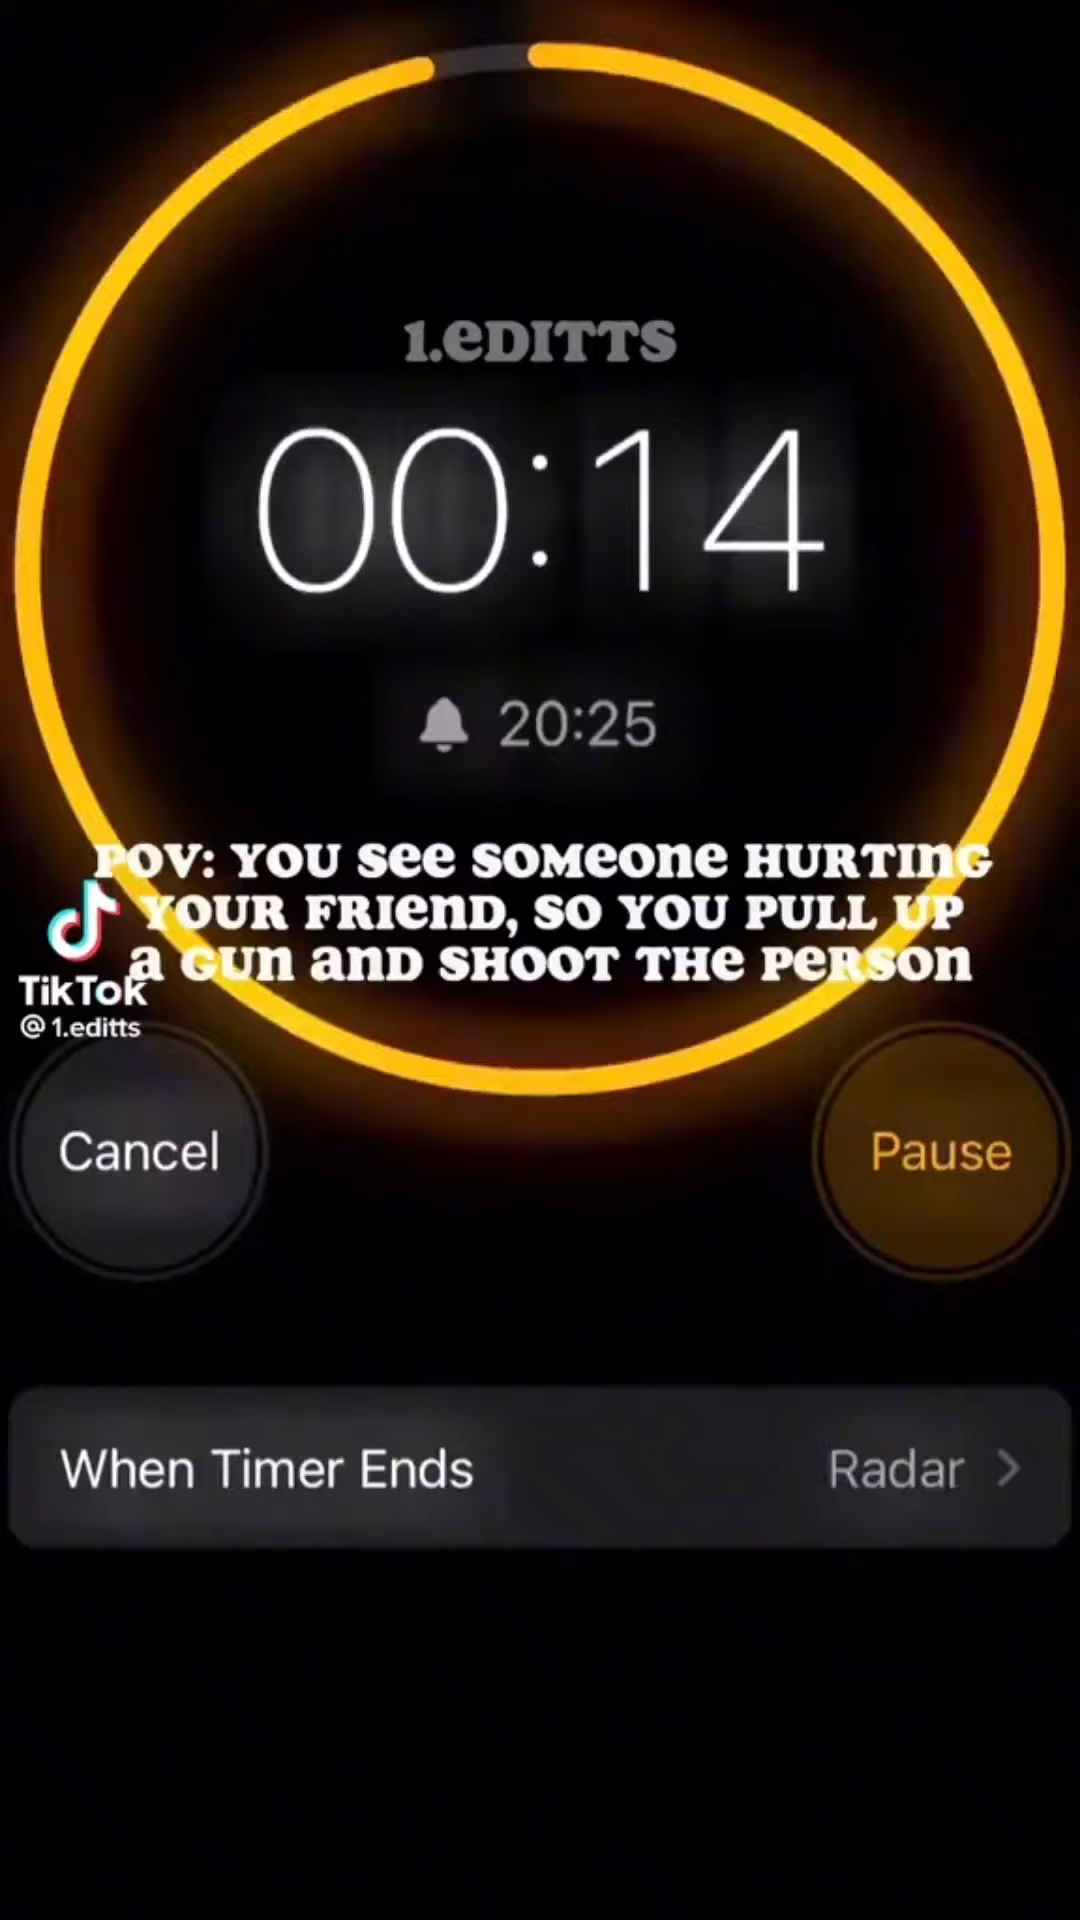 1.EDITTS
00:14
20:25
POV: YOU See SOMeone HURTInG
YOUR FRIenD, SO YOU PULL UP
a GUn anD SHOOT THe PeRSon
TikTok
@1.editts
Cancel
Pause
When Timer Ends
Radar